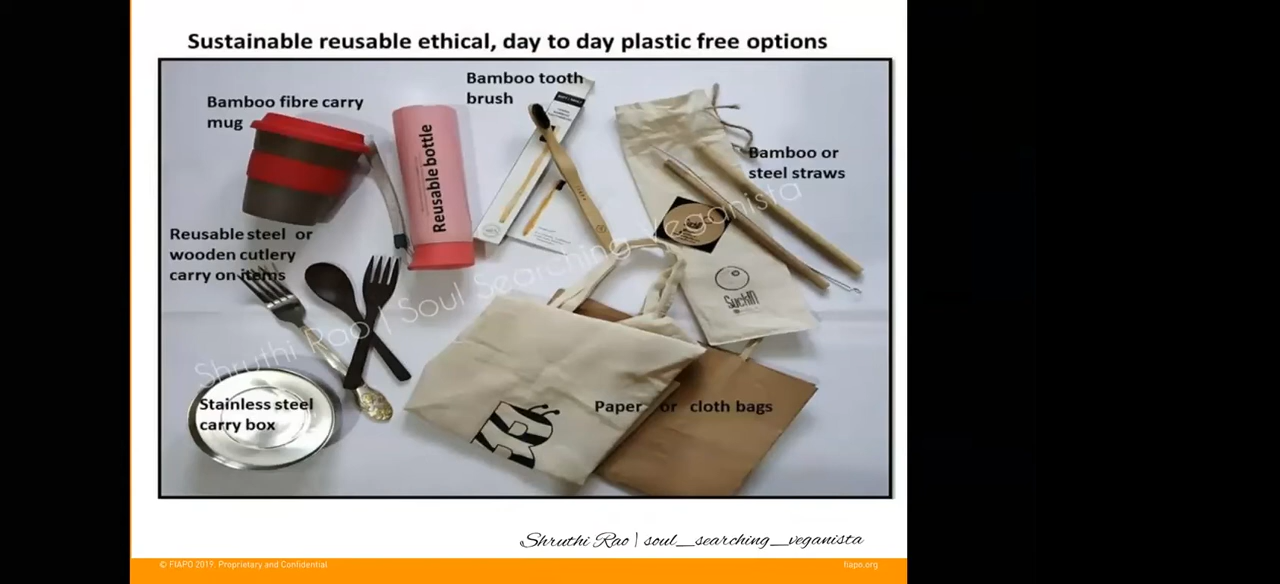 Sustainable reusable ethical, day to day plastic free options
Bamboo tooth
brush
Bamboo fibre carry
mug
Reusable bottle
Bamboo or
steel straws
Reusable steel or
wooden cutlery
carry on items
Shruthi Rao | Soul Searching Veganista
SuckIN
Stainless steel
carry box
Paper or cloth bags
Shruthi Rao | soul_searching_veganista
© FIAPO 2019. Proprietary and Confidential
fiapo.org